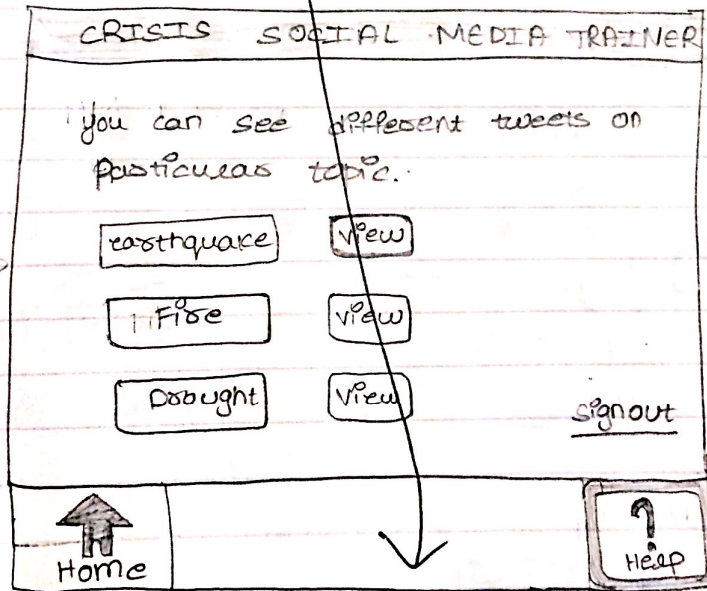 CRISIS SOCIAL MEDIA TRAINER
you can see different tweets on
particular topic.
earthquake view
Fire view
Drought View
signout
Home
?
Help